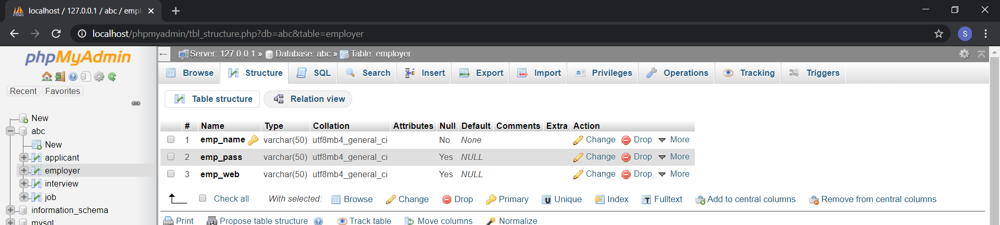 localhost / 127.0.0.1 / abc / empl
localhost/phpmyadmin/tbl_structure.php?db=abc&table=employer
S
phpMyAdmin
Recent Favorites
New
abc
New
applicant
employer
interview
job
information_schema
mysql
Server: 127.0.0.1 » Database: abc » Table: employer
Browse Structure SQL Search Insert Export Import Privileges Operations Tracking Triggers
Table structure Relation view
# Name Type Collation Attributes Null Default Comments Extra Action
1 emp_name varchar(50) utf8mb4_general_ci No None Change Drop More
2 emp_pass varchar(50) utf8mb4_general_ci Yes NULL Change Drop More
3 emp_web varchar(50) utf8mb4_general_ci Yes NULL Change Drop More
Check all With selected: Browse Change Drop Primary Unique Index Fulltext Add to central columns Remove from central columns
Print Propose table structure Track table Move columns Normalize